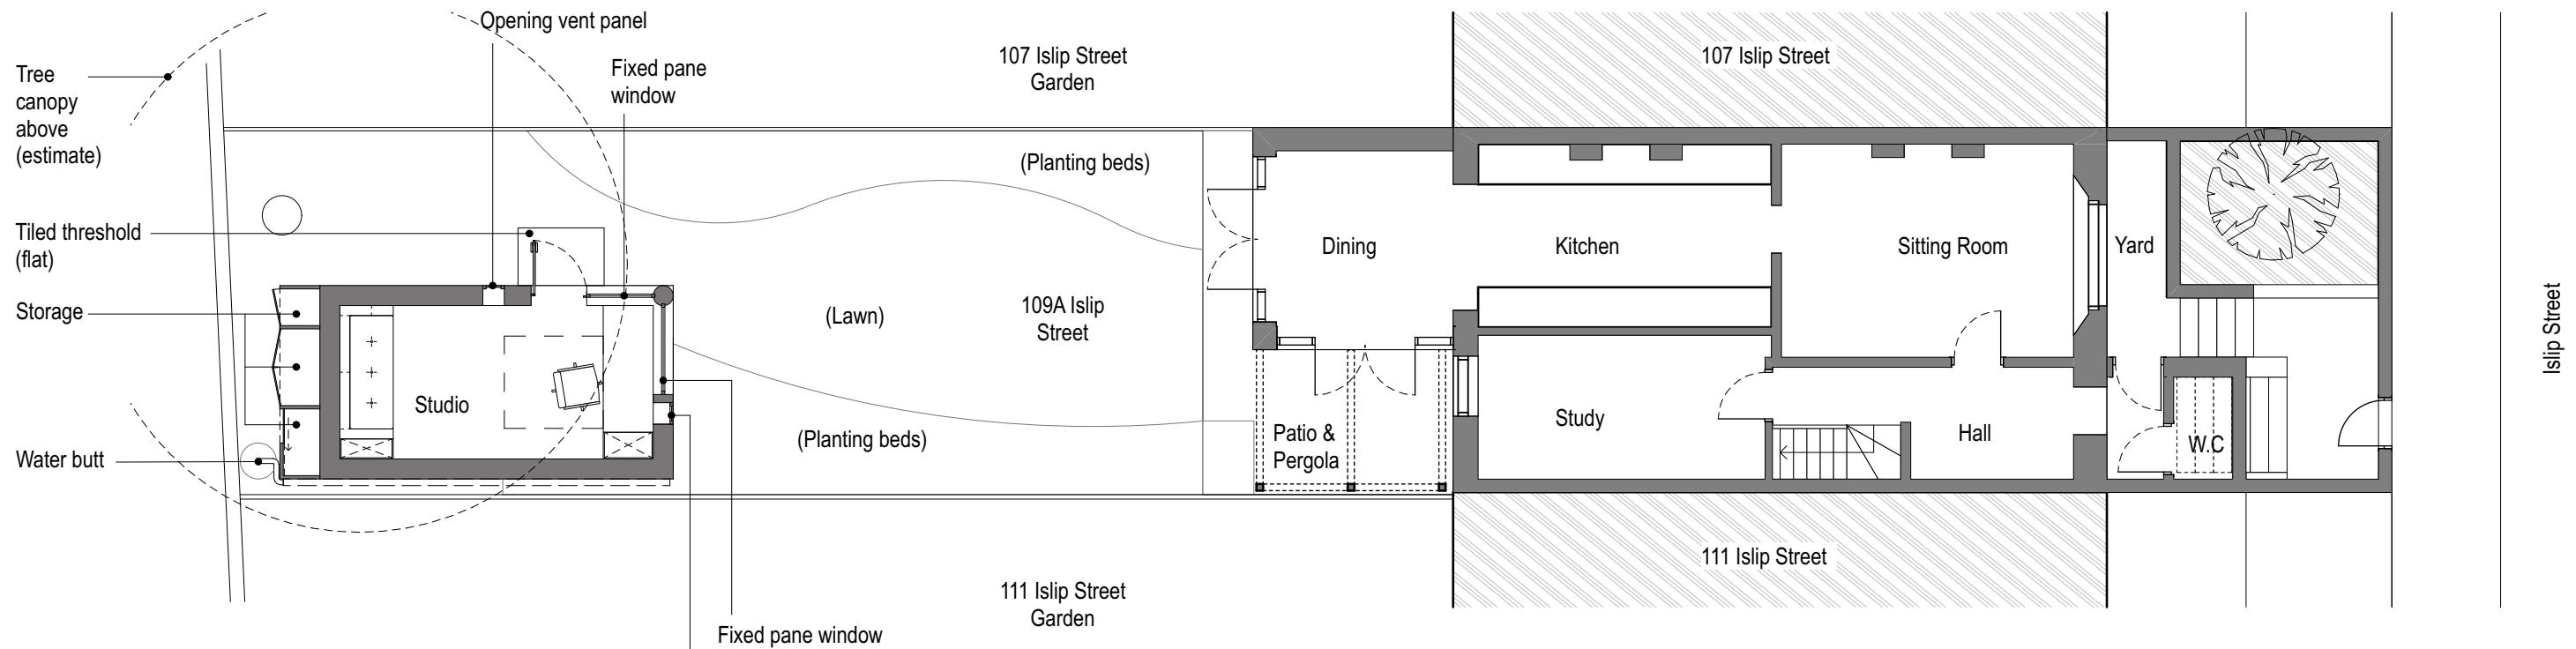 Opening vent panel
Tree
canopy
above
(estimate)
Fixed pane
window
107 Islip Street
Garden
107 Islip Street
(Planting beds)
Tiled threshold
(flat)
Dining
Kitchen
Sitting Room
Yard
Storage
(Lawn)
109A Islip
Street
Islip Street
Studio
Study
Hall
W.C
(Planting beds)
Patio &
Pergola
Water butt
111 Islip Street
111 Islip Street
Garden
Fixed pane window